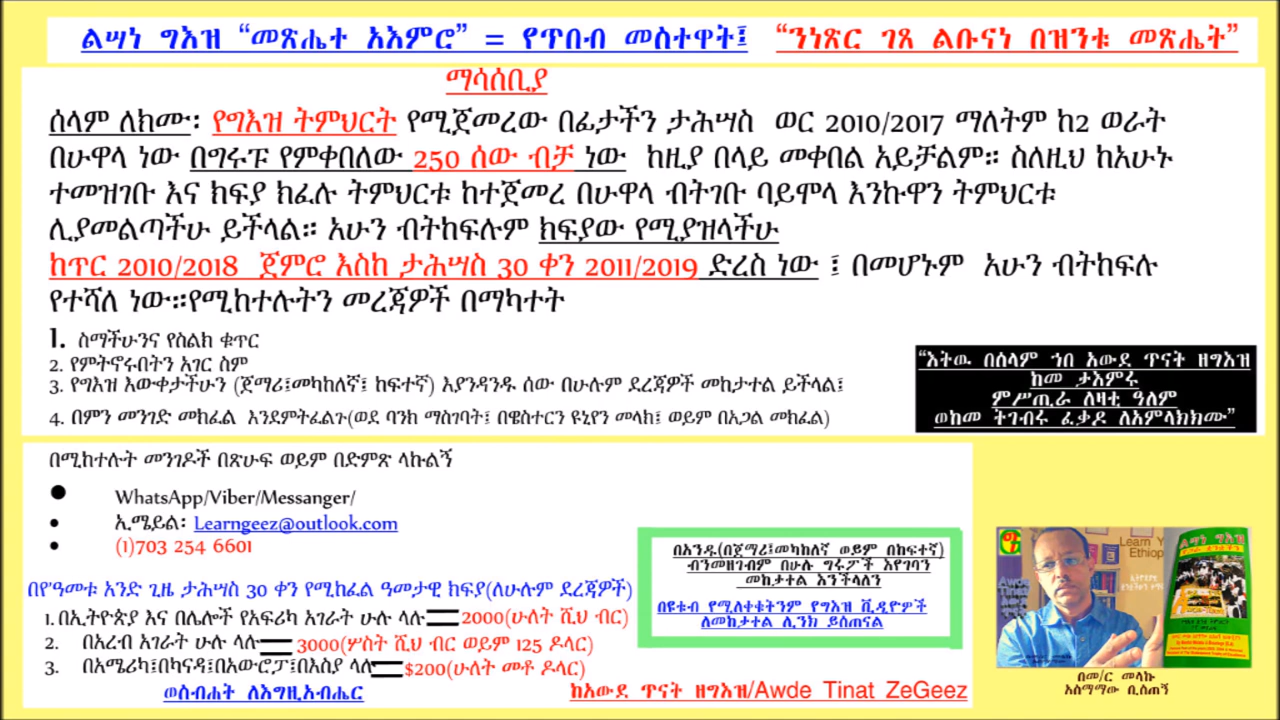 ልሣነ ግእዝ “መጽሔተ አእምሮ” = የጥበብ መስተዋት፤ “ንነጽር ገጸ ልቡናነ በዝንቱ መጽሔት”
ማሳሰቢያ
ሰላም ለክሙ፡ የግእዝ ትምህርት የሚጀመረው በፊታችን ታሕሣስ ወር 2010/2017 ማለትም ከ2 ወራት
በሁዋላ ነው በግሩፑ የምቀበለው 250 ሰው ብቻ ነው ከዚያ በላይ መቀበል አይቻልም። ስለዚህ ከአሁኑ
ተመዝገቡ እና ክፍያ ክፈሉ ትምህርቱ ከተጀመረ በሁዋላ ብትገቡ ባይሞላ እንኩዋን ትምህርቱ
ሊያመልጣችሁ ይችላል። አሁን ብትከፍሉም ክፍያው የሚያዝላችሁ
ከጥር 2010/2018 ጀምሮ እስከ ታሕሣስ 30 ቀን 2011/2019 ድረስ ነው ፤ በመሆኑም አሁን ብትከፍሉ
የተሻለ ነው።የሚከተሉትን መረጃዎች በማካተት
1. ስማችሁንና የስልክ ቁጥር
2. የምትኖሩበትን አገር ስም
3. የግእዝ እውቀታችሁን (ጀማሪ፤መካከለኛ፤ ከፍተኛ) እያንዳንዱ ሰው በሁሉም ደረጃዎች መከታተል ይችላል፤
4. በምን መንገድ መክፈል እንደምትፈልጉ(ወደ ባንክ ማስገባት፤ በዌስተርን ዩኒየን መላክ፤ ወይም በአጋል መክፈል)
“እትዉ በሰላም ኀበ አውደ ጥናት ዘግእዝ
ከመ ታእምሩ
ምሥጢራ ለዛቲ ዓለም
ወከመ ትገብሩ ፈቃዶ ለአምላክክሙ”
በሚከተሉት መንገዶች በጽሁፍ ወይም በድምጽ ላኩልኝ
• WhatsApp/Viber/Messanger/
• ኢሜይል፡ Learngeez@outlook.com
• (1)703 254 6601
በየዓመቱ አንድ ጊዜ ታሕሣስ 30 ቀን የሚከፈል ዓመታዊ ክፍያ(ለሁሉም ደረጃዎች)
1. በኢትዮጵያ እና በሌሎች የአፍሪካ አገራት ሁሉ ላሉ= 2000(ሁለት ሺህ ብር)
2. በአረብ አገራት ሁሉ ላሉ= 3000(ሦስት ሺህ ብር ወይም 125 ዶላር)
3. በአሜሪካ፤በካናዳ፤በአውሮፓ፤በእስያ ላሉ= $200(ሁለት መቶ ዶላር)
ወስብሐት ለእግዚአብሔር
ከአውደ ጥናት ዘግእዝ/Awde Tinat ZeGeez
በአንዱ(በጀማሪ፤መካከለኛ ወይም በከፍተኛ)
ብንመዘገብም በሁሉ ግሩፖች እየገባን
መከታተል እንችላለን
በዩቱብ የሚለቀቁትንም የግእዝ ቪዲዮዎች
ለመከታተል ሊንክ ይሰጠናል
ልሣነ ግእዝ
በመ/ር መላኩ
አስማማው ቢሰጠኝ